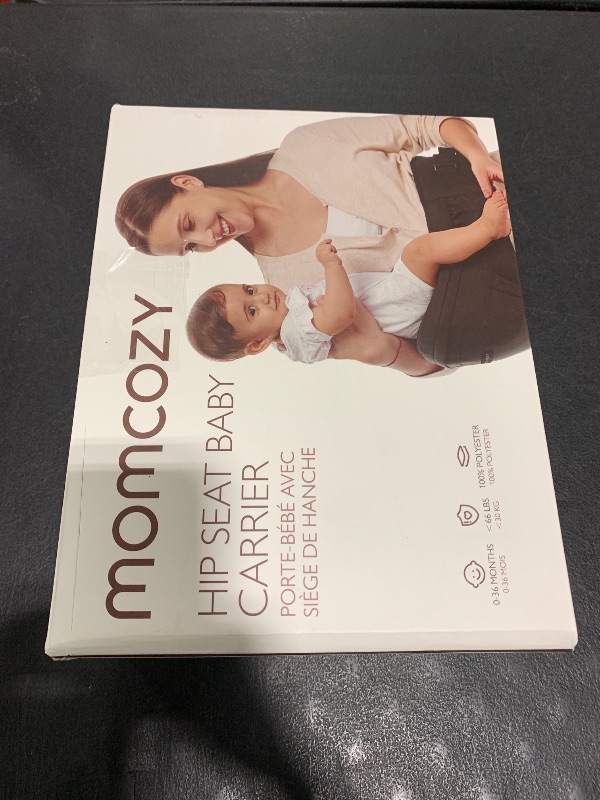 momcozy
HIP SEAT BABY
CARRIER
PORTE-BÉBÉ AVEC
SIÈGE DE HANCHE
0-36 MONTHS
0-36 MOIS
<66 LBS
<30 KG
100% POLYESTER
100% POLYESTER